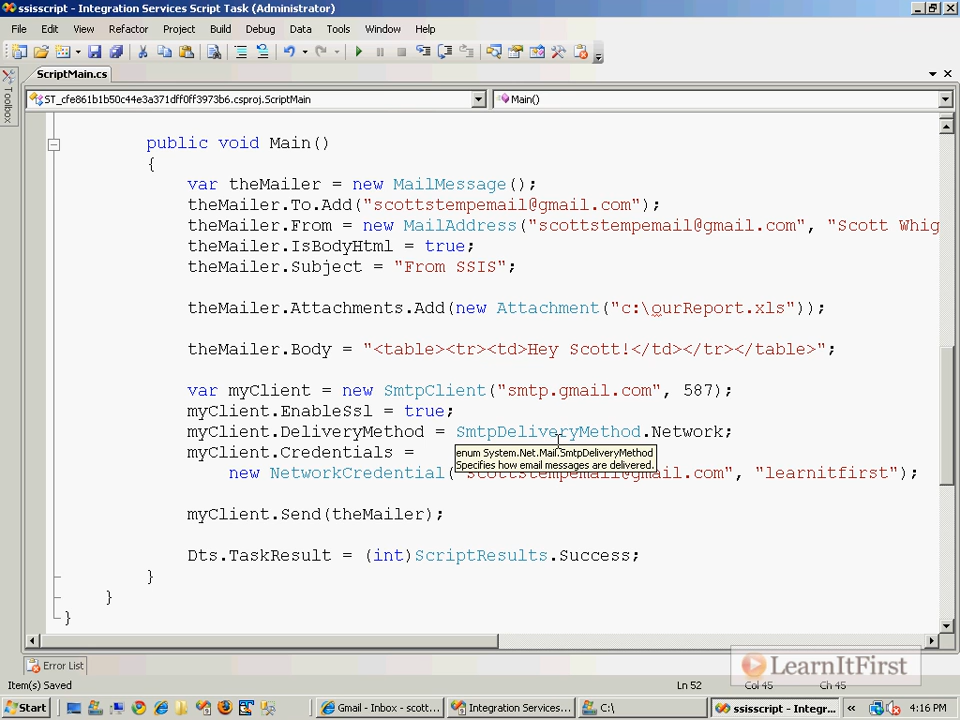 ssisscript - Integration Services Script Task (Administrator)
File Edit View Refactor Project Build Debug Data Tools Window Help
ScriptMain.cs
Toolbox
ST_cfe861b1b50c44e3a371dff0ff3973b6.csproj.ScriptMain
Main()
public void Main()
{
var theMailer = new MailMessage();
theMailer.To.Add("scottstempemail@gmail.com");
theMailer.From = new MailAddress("scottstempemail@gmail.com", "Scott Whig
theMailer.IsBodyHtml = true;
theMailer.Subject = "From SSIS";
theMailer.Attachments.Add(new Attachment("c:\ourReport.xls"));
theMailer.Body = "<table><tr><td>Hey Scott!</td></tr></table>";
var myClient = new SmtpClient("smtp.gmail.com", 587);
myClient.EnableSsl = true;
myClient.DeliveryMethod = SmtpDeliveryMethod.Network;
myClient.Credentials =
enum System.Net.Mail.SmtpDeliveryMethod
Specifies how email messages are delivered.
new NetworkCredential("scottstempemail@gmail.com", "learnitfirst");
myClient.Send(theMailer);
Dts.TaskResult = (int)ScriptResults.Success;
}
}
}
Error List
LearnItFirst
Item(s) Saved
Ln 52 Col 45 Ch 45
Start
Gmail - Inbox - scott...
Integration Services...
C:\
ssisscript - Integr...
4:16 PM